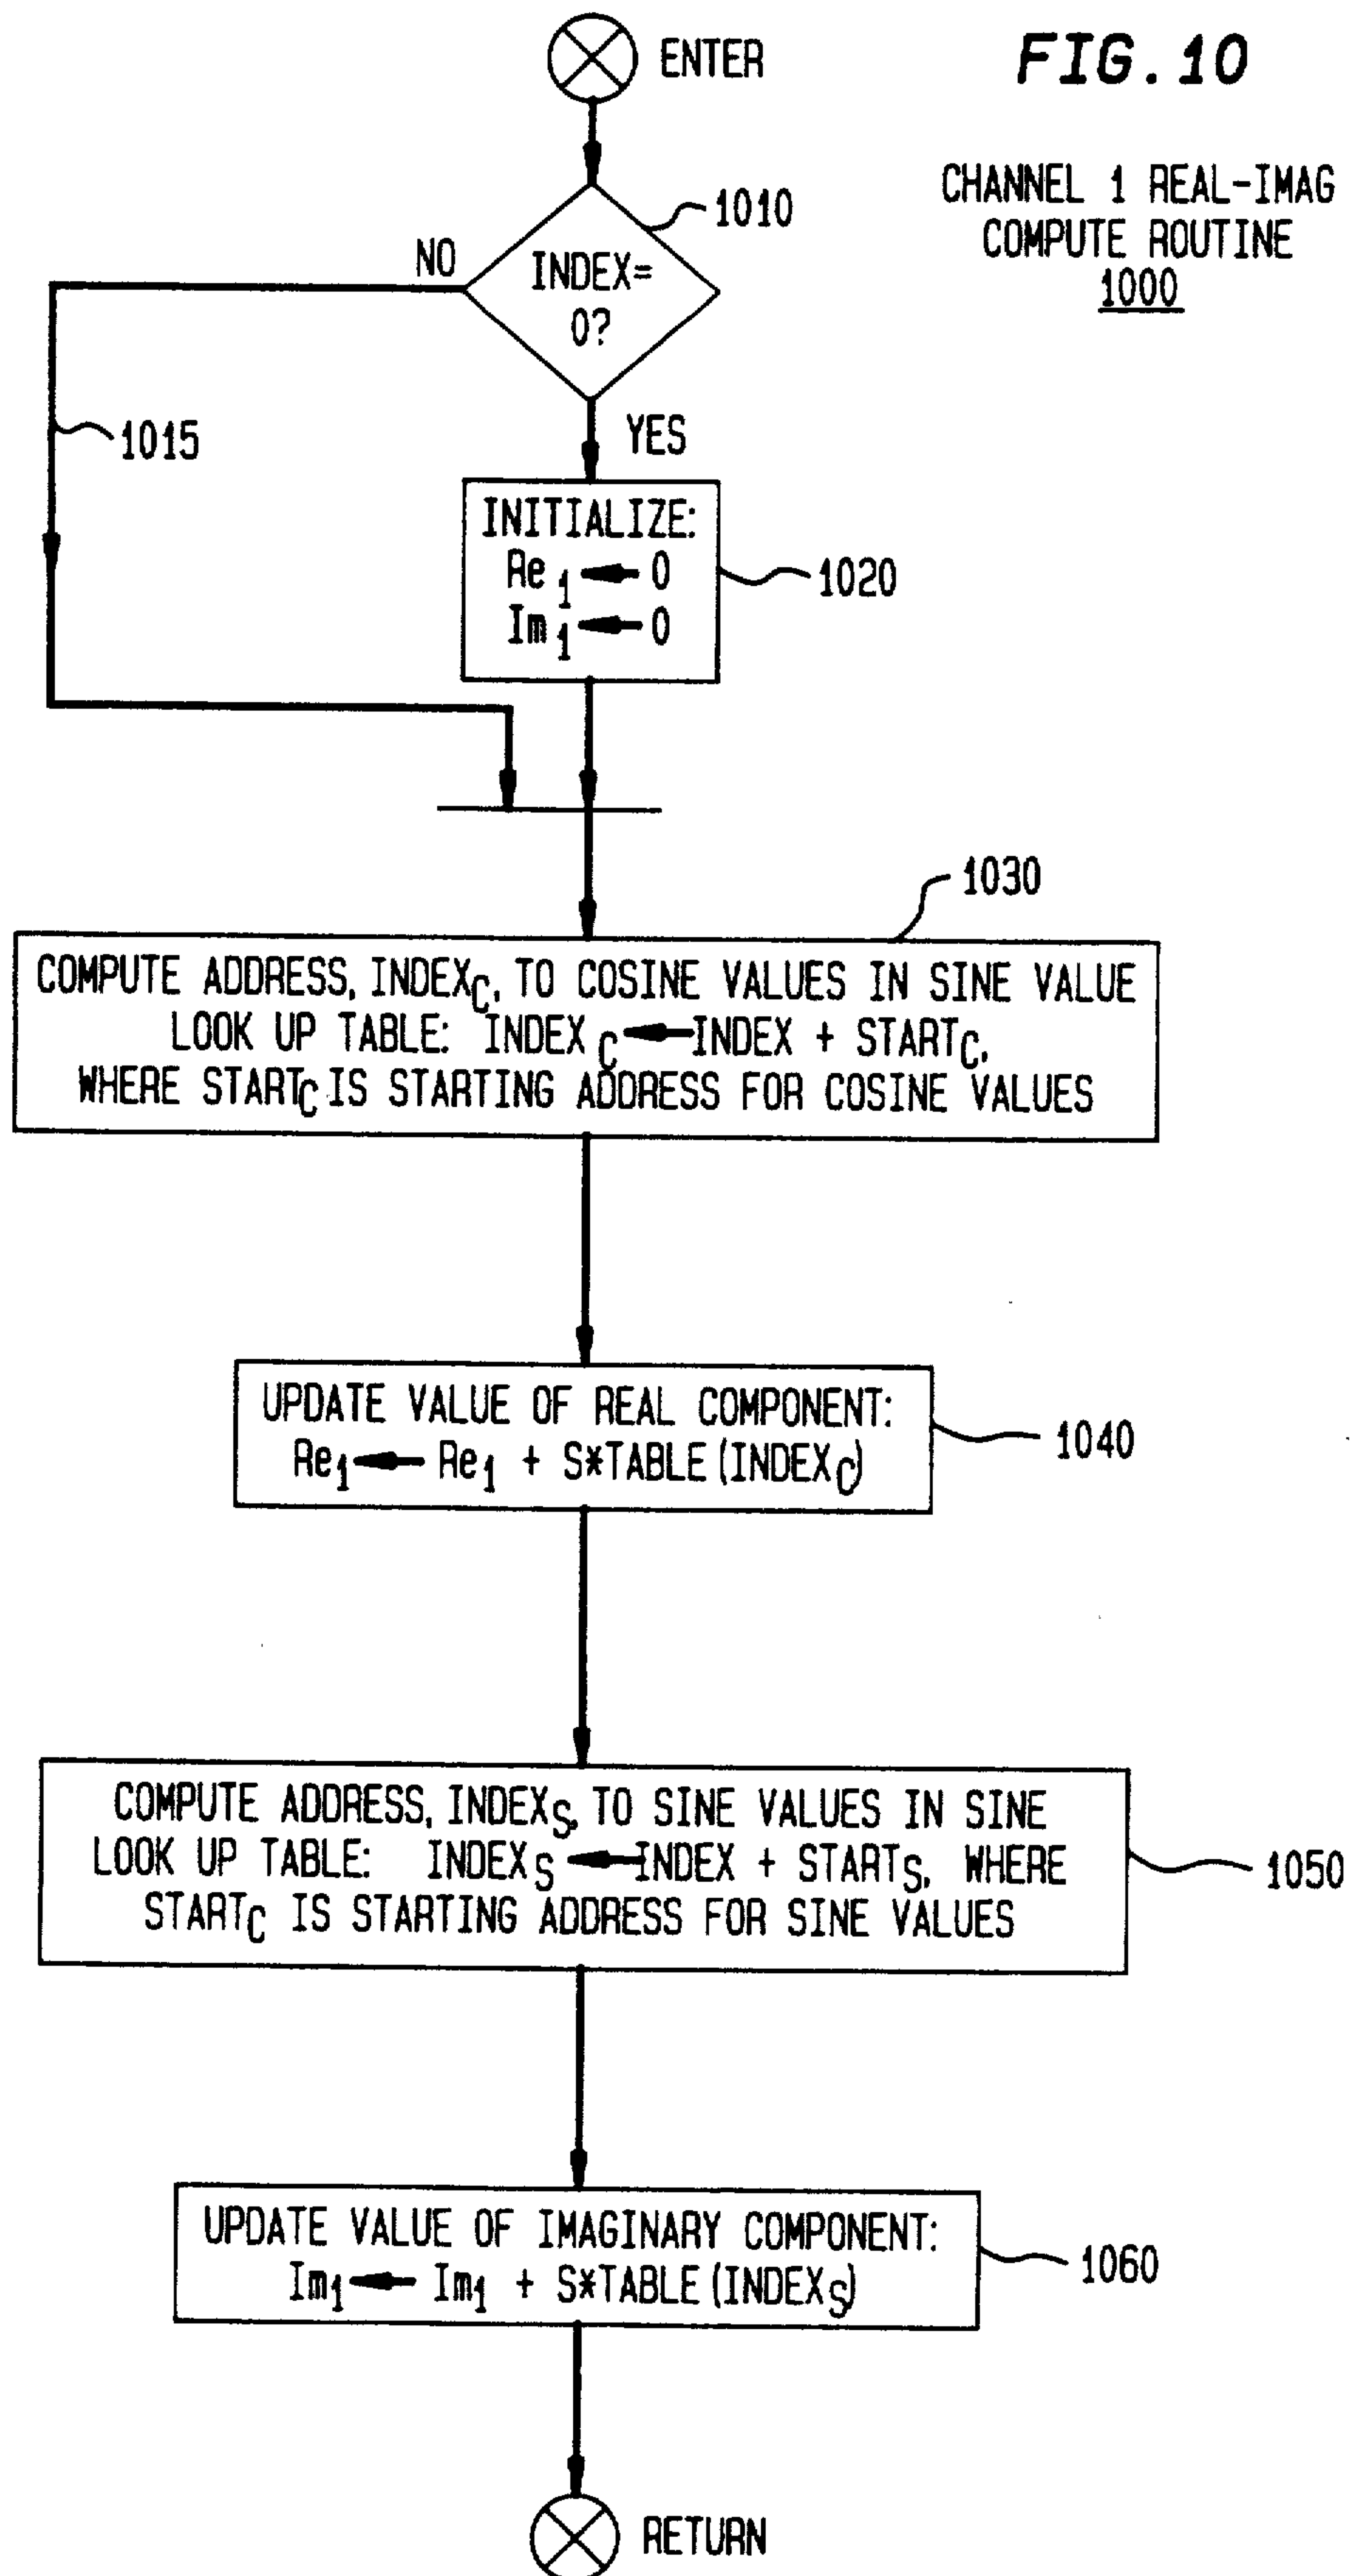 FIG. 10
CHANNEL 1 REAL-IMAG
COMPUTE ROUTINE
1000
ENTER
1010
INDEX=
0?
NO
YES
1015
INITIALIZE:
Re1 ← 0
Im1 ← 0
1020
1030
COMPUTE ADDRESS, INDEXC, TO COSINE VALUES IN SINE VALUE
LOOK UP TABLE: INDEXC ← INDEX + STARTC,
WHERE STARTC IS STARTING ADDRESS FOR COSINE VALUES
UPDATE VALUE OF REAL COMPONENT:
Re1 ← Re1 + S*TABLE(INDEXC)
1040
COMPUTE ADDRESS, INDEXS, TO SINE VALUES IN SINE
LOOK UP TABLE: INDEXS ← INDEX + STARTS, WHERE
STARTC IS STARTING ADDRESS FOR SINE VALUES
1050
UPDATE VALUE OF IMAGINARY COMPONENT:
Im1 ← Im1 + S*TABLE(INDEXS)
1060
RETURN